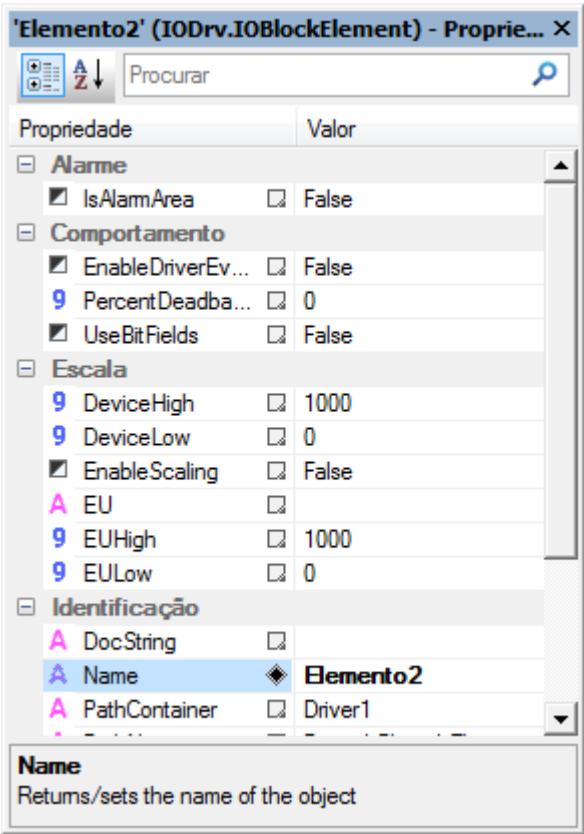 'Elemento2' (IODrv.IOBlockElement) - Proprie...
Procurar
Propriedade Valor
Alarme
IsAlarmArea False
Comportamento
EnableDriverEv... False
PercentDeadba... 0
UseBitFields False
Escala
DeviceHigh 1000
DeviceLow 0
EnableScaling False
EU
EUHigh 1000
EULow 0
Identificação
DocString
Name Elemento2
PathContainer Driver1
Name
Returns/sets the name of the object